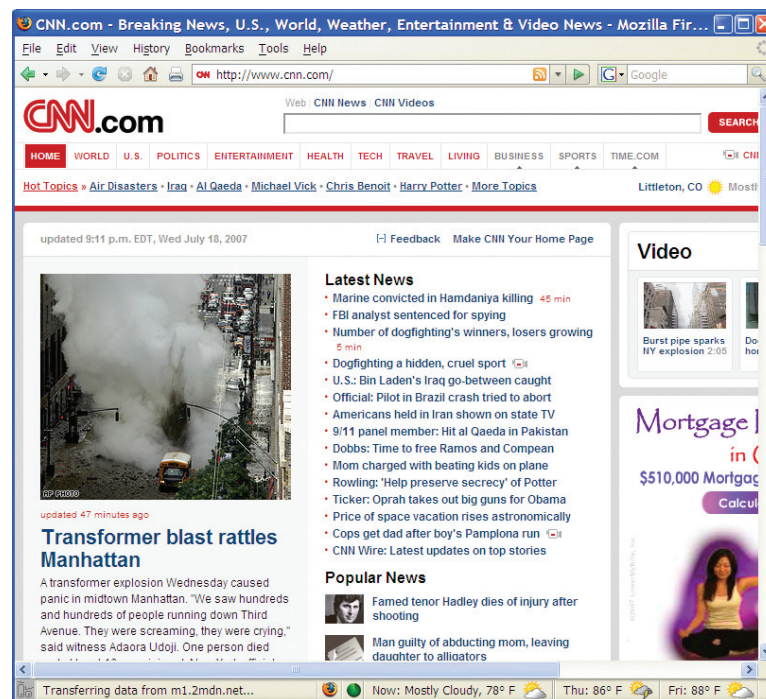 CNN.com - Breaking News, U.S., World, Weather, Entertainment & Video News - Mozilla Fir...
File Edit View History Bookmarks Tools Help
http://www.cnn.com/ Google
CNN.com
Web CNN News CNN Videos
SEARCH
HOME WORLD U.S. POLITICS ENTERTAINMENT HEALTH TECH TRAVEL LIVING BUSINESS SPORTS TIME.COM CN
Hot Topics » Air Disasters • Iraq • Al Qaeda • Michael Vick • Chris Benoit • Harry Potter • More Topics
Littleton, CO Mostl
updated 9:11 p.m. EDT, Wed July 18, 2007
[-] Feedback Make CNN Your Home Page
AP PHOTO
updated 47 minutes ago
Transformer blast rattles
Manhattan
A transformer explosion Wednesday caused
panic in midtown Manhattan. "We saw hundreds
and hundreds of people running down Third
Avenue. They were screaming, they were crying,"
said witness Adaora Udoji. One person died
Latest News
• Marine convicted in Hamdaniya killing 45 min
• FBI analyst sentenced for spying
• Number of dogfighting's winners, losers growing
5 min
• Dogfighting a hidden, cruel sport
• U.S.: Bin Laden's Iraq go-between caught
• Official: Pilot in Brazil crash tried to abort
• Americans held in Iran shown on state TV
• 9/11 panel member: Hit al Qaeda in Pakistan
• Dobbs: Time to free Ramos and Compean
• Mom charged with beating kids on plane
• Rowling: 'Help preserve secrecy' of Potter
• Ticker: Oprah takes out big guns for Obama
• Price of space vacation rises astronomically
• Cops get dad after boy's Pamplona run
• CNN Wire: Latest updates on top stories
Popular News
Famed tenor Hadley dies of injury after
shooting
Man guilty of abducting mom, leaving
daughter to alligators
Video
Burst pipe sparks
NY explosion 2:05
Do
hor
Mortgage
in
$510,000 Mortgag
Calcul
Transferring data from m1.2mdn.net...
Now: Mostly Cloudy, 78° F Thu: 86° F Fri: 88° F